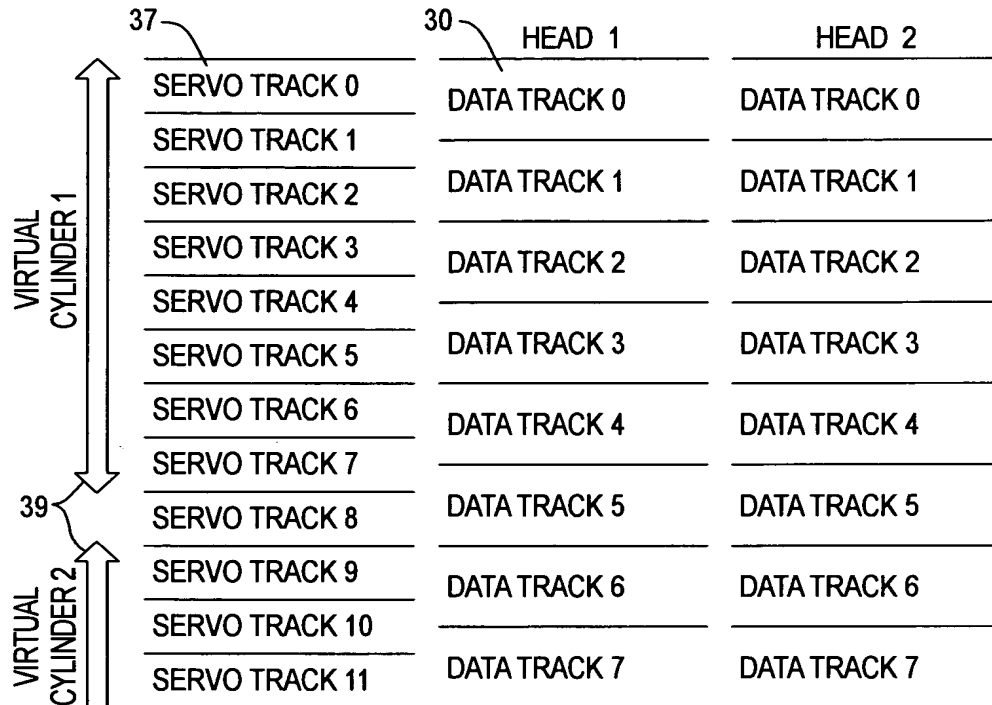 37
30
HEAD 1
HEAD 2
VIRTUAL
CYLINDER 1
SERVO TRACK 0
SERVO TRACK 1
SERVO TRACK 2
SERVO TRACK 3
SERVO TRACK 4
SERVO TRACK 5
SERVO TRACK 6
SERVO TRACK 7
SERVO TRACK 8
SERVO TRACK 9
SERVO TRACK 10
SERVO TRACK 11
DATA TRACK 0
DATA TRACK 1
DATA TRACK 2
DATA TRACK 3
DATA TRACK 4
DATA TRACK 5
DATA TRACK 6
DATA TRACK 7
DATA TRACK 0
DATA TRACK 1
DATA TRACK 2
DATA TRACK 3
DATA TRACK 4
DATA TRACK 5
DATA TRACK 6
DATA TRACK 7
39
VIRTUAL
CYLINDER 2